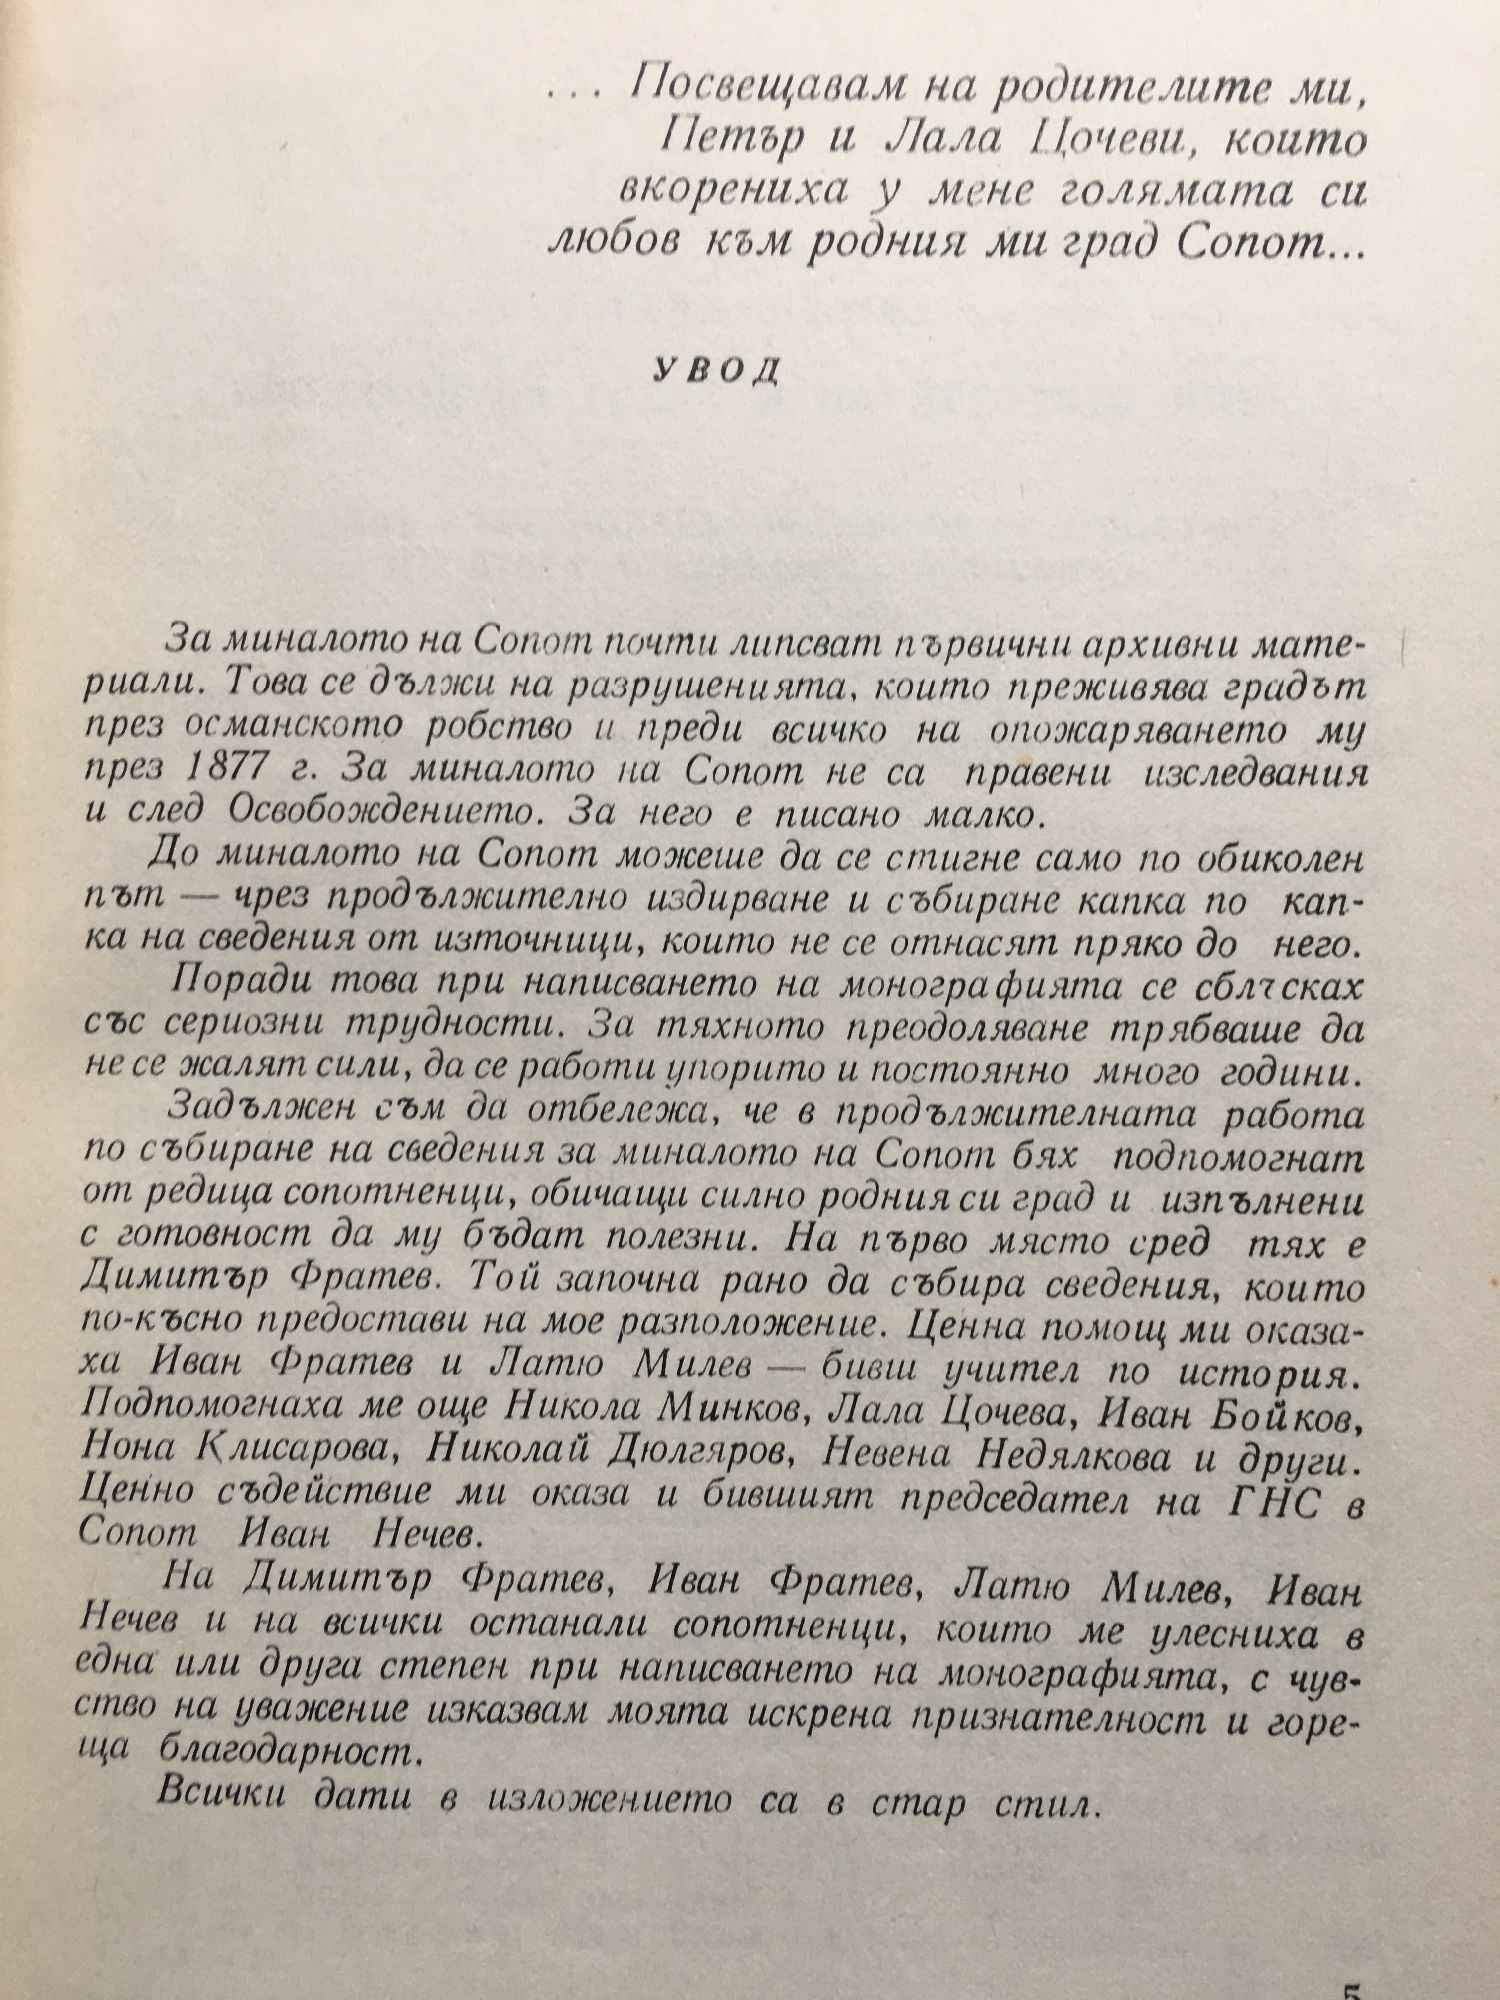 ... Посвещавам на родителите ми,
Петър и Лала Цочеви, които
вкорениха у мене голямата си
любов към родния ми град Сопот...
УВОД
За миналото на Сопот почти липсват първични архивни мате-
риали. Това се дължи на разрушенията, които преживява градът
през османското робство и преди всичко на опожаряването му
през 1877 г. За миналото на Сопот не са правени изследвания
и след Освобождението. За него е писано малко.
До миналото на Сопот можеше да се стигне само по обиколен
път — чрез продължително издирване и събиране капка по кап-
ка на сведения от източници, които не се отнасят пряко до него.
Поради това при написването на монографията се сблъсках
със сериозни трудности. За тяхното преодоляване трябваше да
не се жалят сили, да се работи упорито и постоянно много години.
Задължен съм да отбележа, че в продължителната работа
по събиране на сведения за миналото на Сопот бях подпомогнат
от редица сопотненци, обичащи силно родния си град и изпълнени
с готовност да му бъдат полезни. На първо място сред тях е
Димитър Фратев. Той започна рано да събира сведения, които
по-късно предостави на мое разположение. Ценна помощ ми оказа-
ха Иван Фратев и Латю Милев — бивш учител по история.
Подпомогнаха ме още Никола Минков, Лала Цочева, Иван Бойков,
Нона Клисарова, Николай Дюлгяров, Невена Недялкова и други.
Ценно съдействие ми оказа и бившият председател на ГНС в
Сопот Иван Нечев.
На Димитър Фратев, Иван Фратев, Латю Милев, Иван
Нечев и на всички останали сопотненци, които ме улесниха в
една или друга степен при написването на монографията, с чув-
ство на уважение изказвам моята искрена признателност и горе-
ща благодарност.
Всички дати в изложението са в стар стил.
5